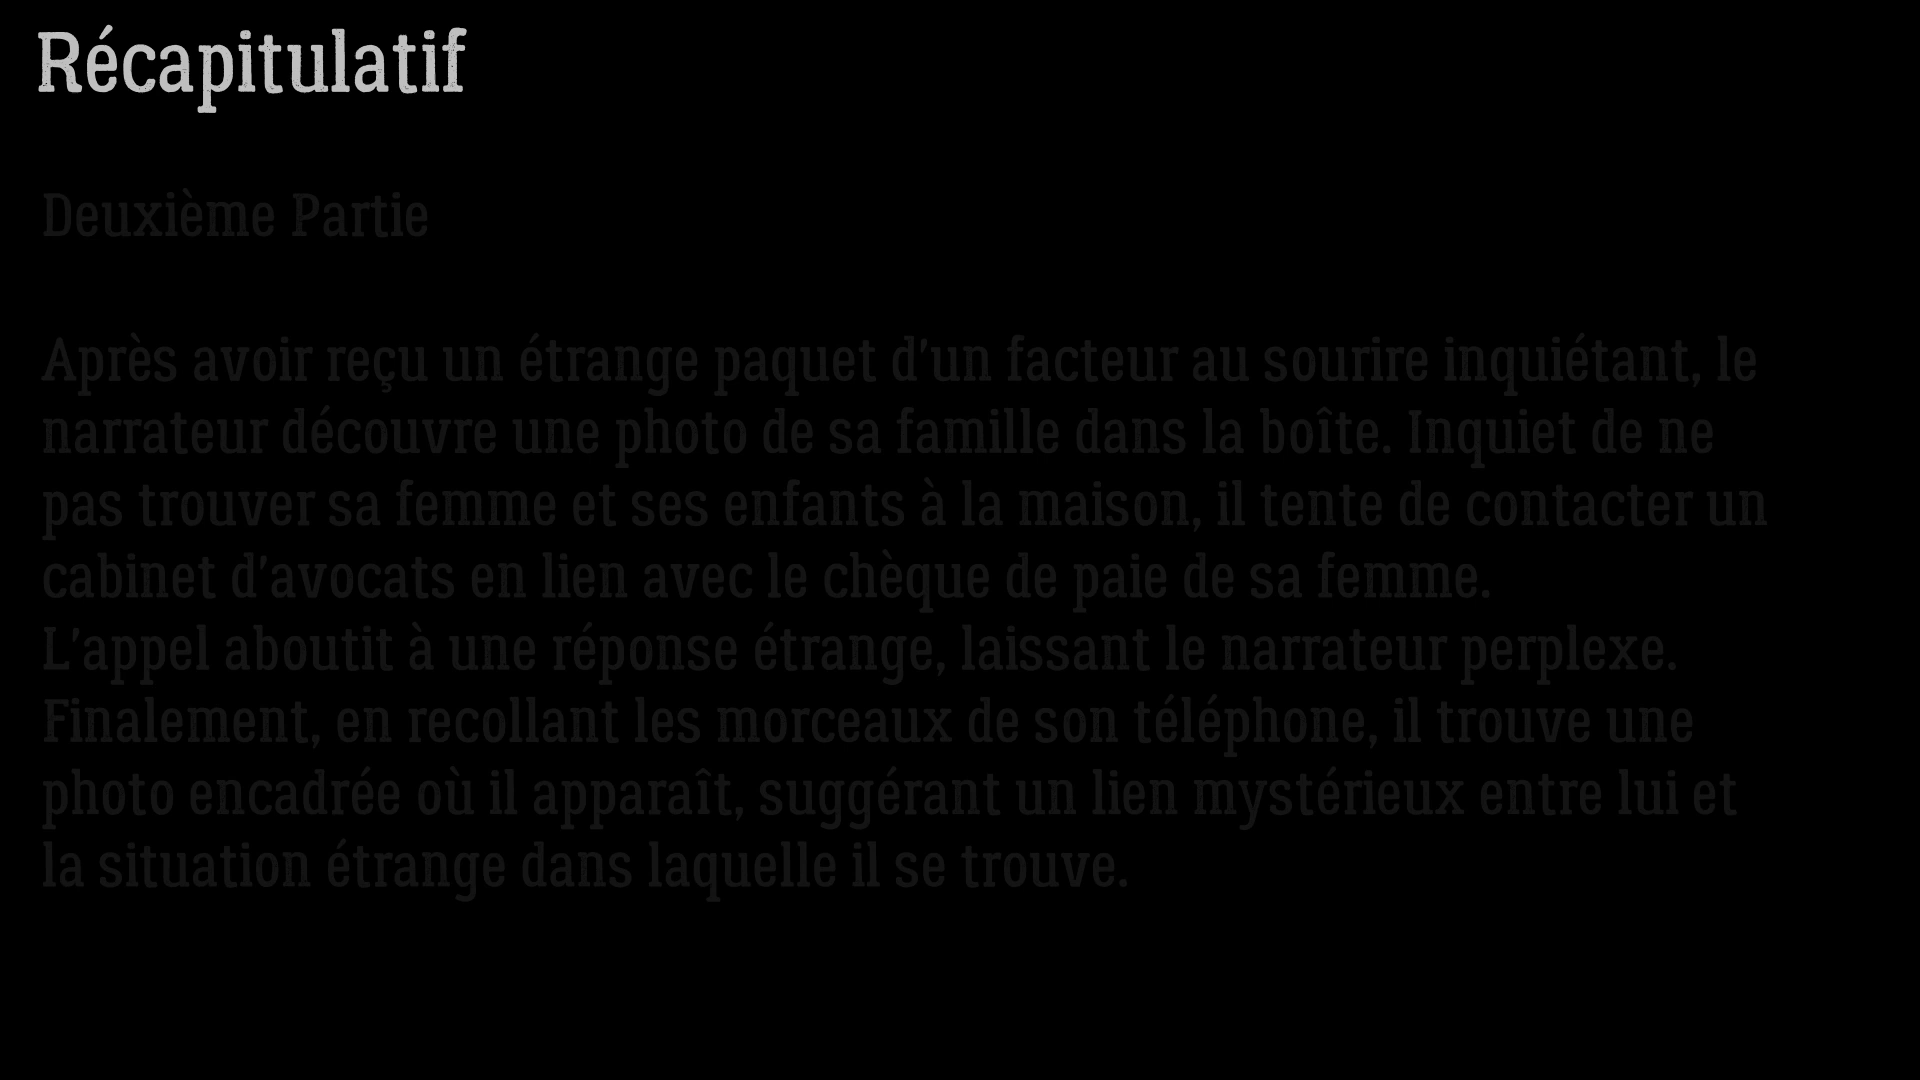 Récapitulatif
Deuxième Partie
Après avoir reçu un étrange paquet d'un facteur au sourire inquiétant, le
narrateur découvre une photo de sa famille dans la boîte. Inquiet de ne
pas trouver sa femme et ses enfants à la maison, il tente de contacter un
cabinet d'avocats en lien avec le chèque de paie de sa femme.
L'appel aboutit à une réponse étrange, laissant le narrateur perplexe.
Finalement, en recollant les morceaux de son téléphone, il trouve une
photo encadrée où il apparaît, suggérant un lien mystérieux entre lui et
la situation étrange dans laquelle il se trouve.